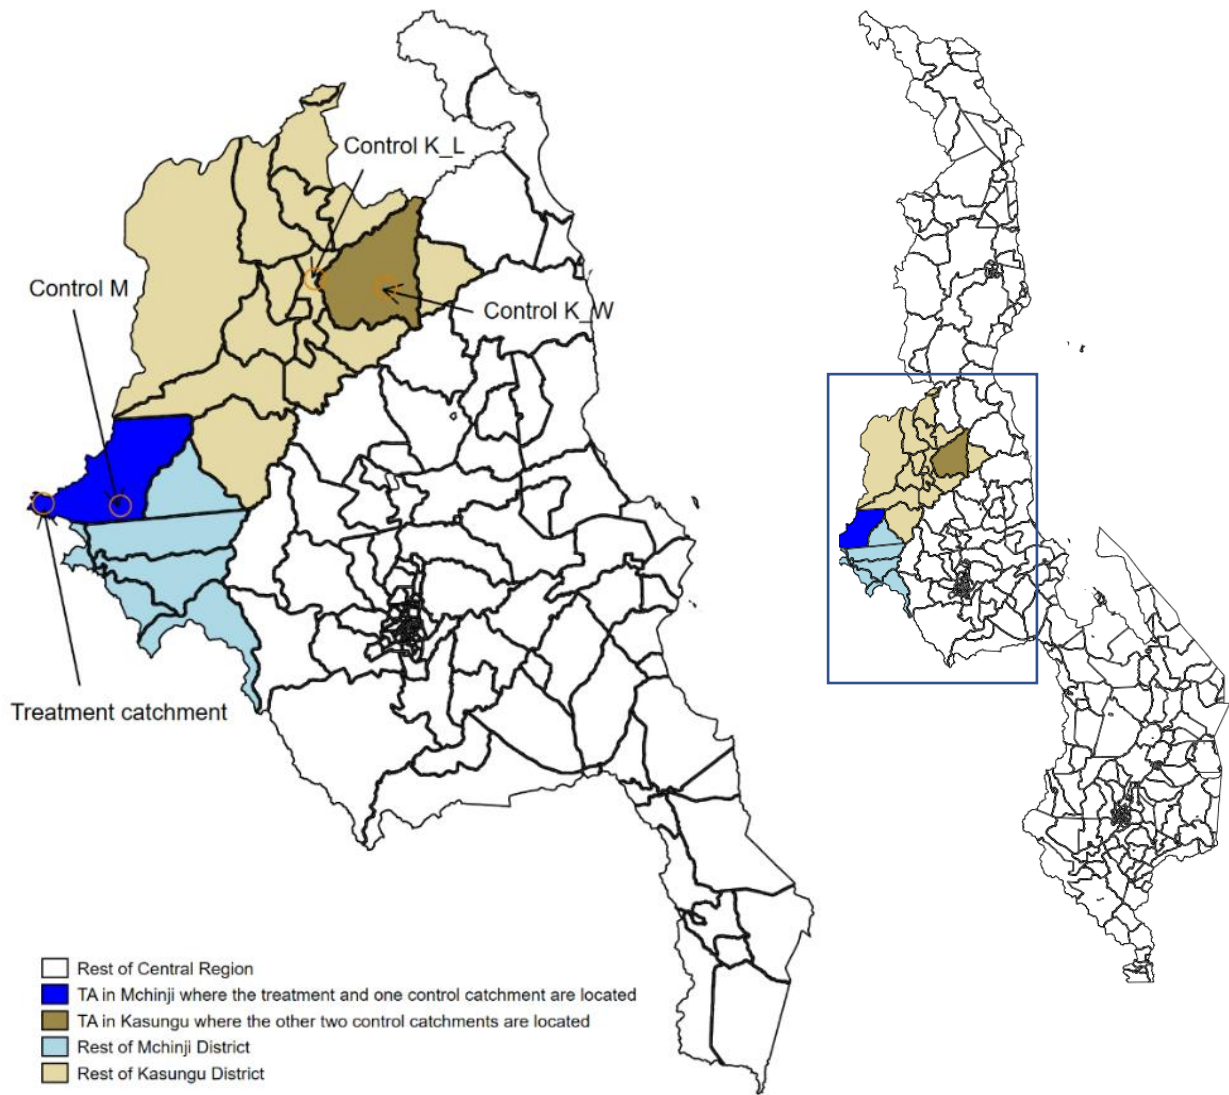 Control K_L
Control M
Control K_W
Treatment catchment
Rest of Central Region
TA in Mchinji where the treatment and one control catchment are located
TA in Kasungu where the other two control catchments are located
Rest of Mchinji District
Rest of Kasungu District